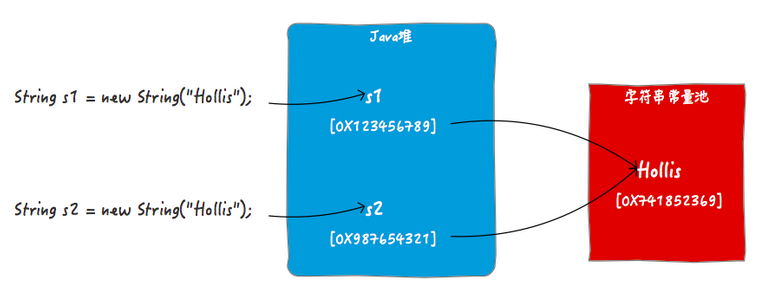 Java堆
字符串常量池
String s1 = new String("Hollis");
s1
[0X123456789]
Hollis
[0X741852369]
String s2 = new String("Hollis");
s2
[0X987654321]